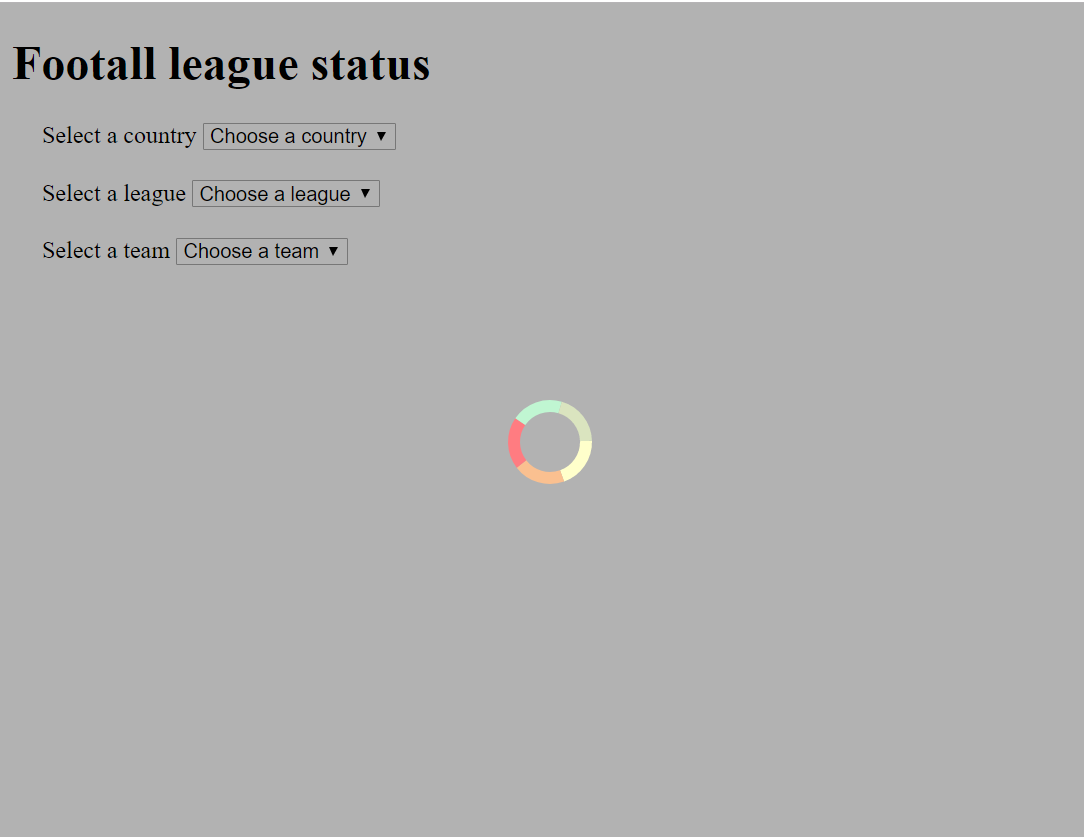 Footall league status
Select a country Choose a country ▼
Select a league Choose a league ▼
Select a team Choose a team ▼